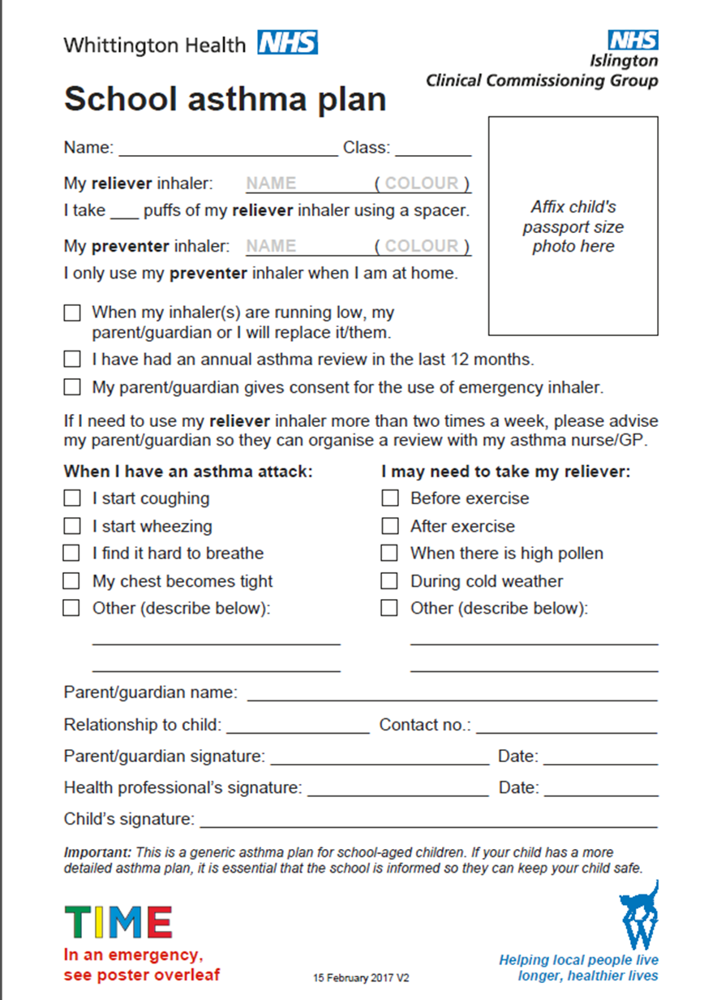 Whittington Health NHS
NHS
Islington
Clinical Commissioning Group
School asthma plan
Name: ______________________ Class: ________
My reliever inhaler: NAME ( COLOUR )
I take ___ puffs of my reliever inhaler using a spacer.
My preventer inhaler: NAME ( COLOUR )
I only use my preventer inhaler when I am at home.
Affix child's
passport size
photo here
When my inhaler(s) are running low, my
parent/guardian or I will replace it/them.
I have had an annual asthma review in the last 12 months.
My parent/guardian gives consent for the use of emergency inhaler.
If I need to use my reliever inhaler more than two times a week, please advise
my parent/guardian so they can organise a review with my asthma nurse/GP.
When I have an asthma attack:
I start coughing
I start wheezing
I find it hard to breathe
My chest becomes tight
Other (describe below):
I may need to take my reliever:
Before exercise
After exercise
When there is high pollen
During cold weather
Other (describe below):
Parent/guardian name: ______________________
Relationship to child: ______________ Contact no.: __________________
Parent/guardian signature: ______________________ Date: ___________
Health professional's signature: __________________ Date: ___________
Child's signature: ______________________
Important: This is a generic asthma plan for school-aged children. If your child has a more
detailed asthma plan, it is essential that the school is informed so they can keep your child safe.
TIME
In an emergency,
see poster overleaf
15 February 2017 V2
W
Helping local people live
longer, healthier lives